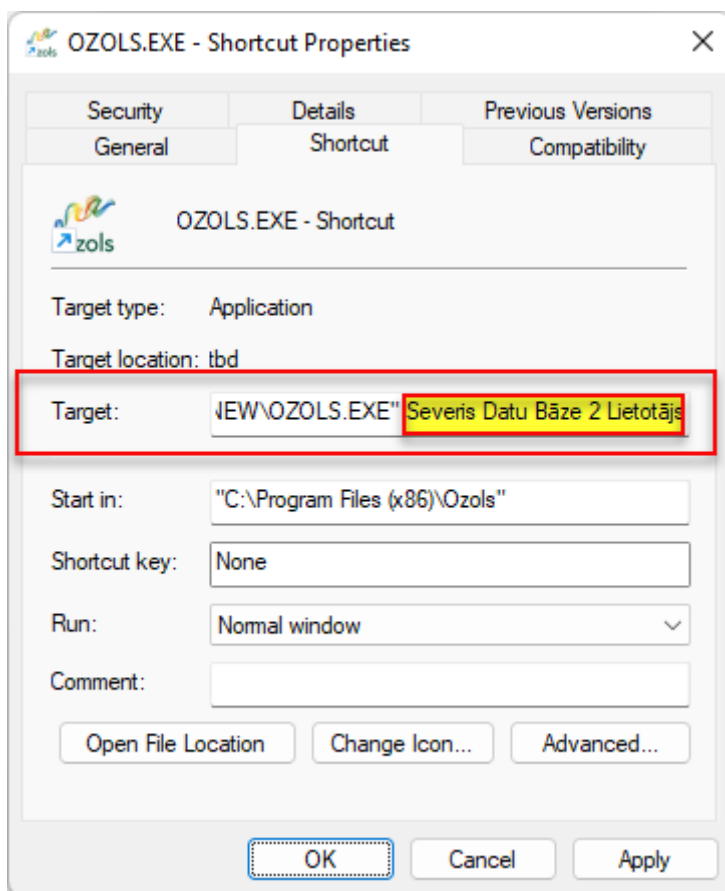 OZOLS.EXE - Shortcut Properties
Security Details Previous Versions
General Shortcut Compatibility
zols
OZOLS.EXE - Shortcut
Target type: Application
Target location: tbd
Target: NEW\OZOLS.EXE" Severis Datu Bāze 2 Lietotājs
Start in: "C:\Program Files (x86)\Ozols"
Shortcut key: None
Run: Normal window
Comment:
Open File Location Change Icon... Advanced...
OK Cancel Apply